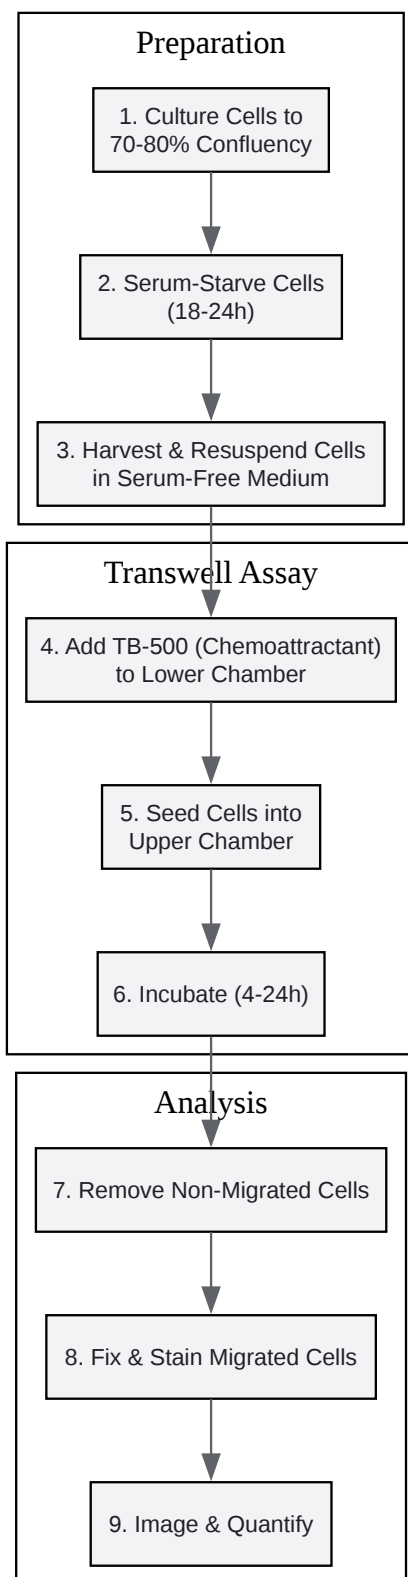 Preparation
1. Culture Cells to
70-80% Confluency
2. Serum-Starve Cells
(18-24h)
3. Harvest & Resuspend Cells
in Serum-Free Medium
Transwell Assay
4. Add TB-500 (Chemoattractant)
to Lower Chamber
5. Seed Cells into
Upper Chamber
6. Incubate (4-24h)
Analysis
7. Remove Non-Migrated Cells
8. Fix & Stain Migrated Cells
9. Image & Quantify